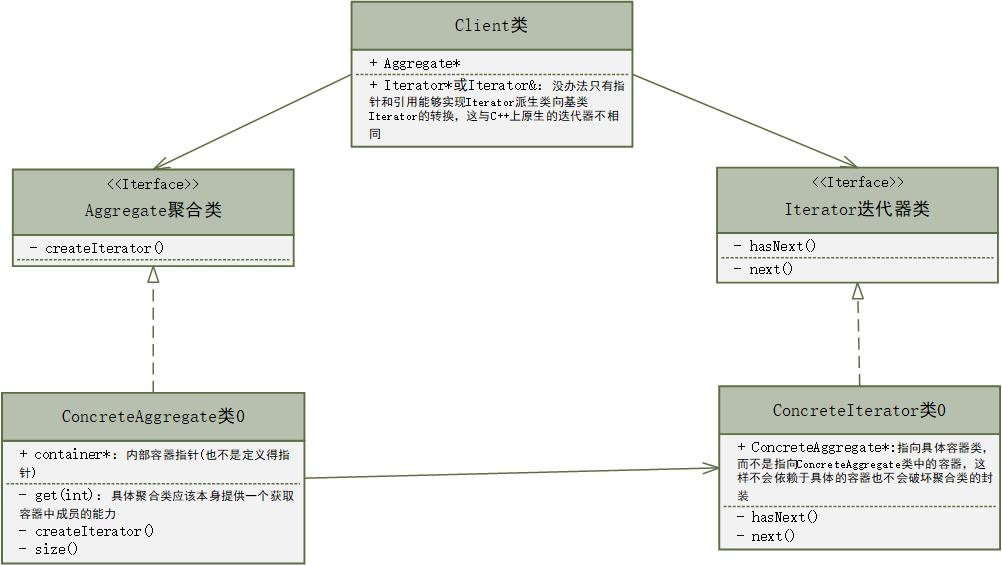 Client类
+ Aggregate*
+ Iterator*或Iterator&: 没办法只有指
针和引用能够实现Iterator派生类向基类
Iterator的转换，这与C++上原生的迭代器不相
同
<<Iterface>>
Aggregate聚合类
- createIterator()
<<Iterface>>
Iterator迭代器类
- hasNext()
- next()
ConcreteAggregate类0
+ container*: 内部容器指针(也不是定义得指
针)
- get(int): 具体聚合类应该本身提供一个获取
容器中成员的能力
- createIterator()
- size()
ConcreteIterator类0
+ ConcreteAggregate*:指向具体容器类，
而不是指向ConcreteAggregate类中的容器，这
样不会依赖于具体的容器也不会破坏聚合类的封
装
- hasNext()
- next()